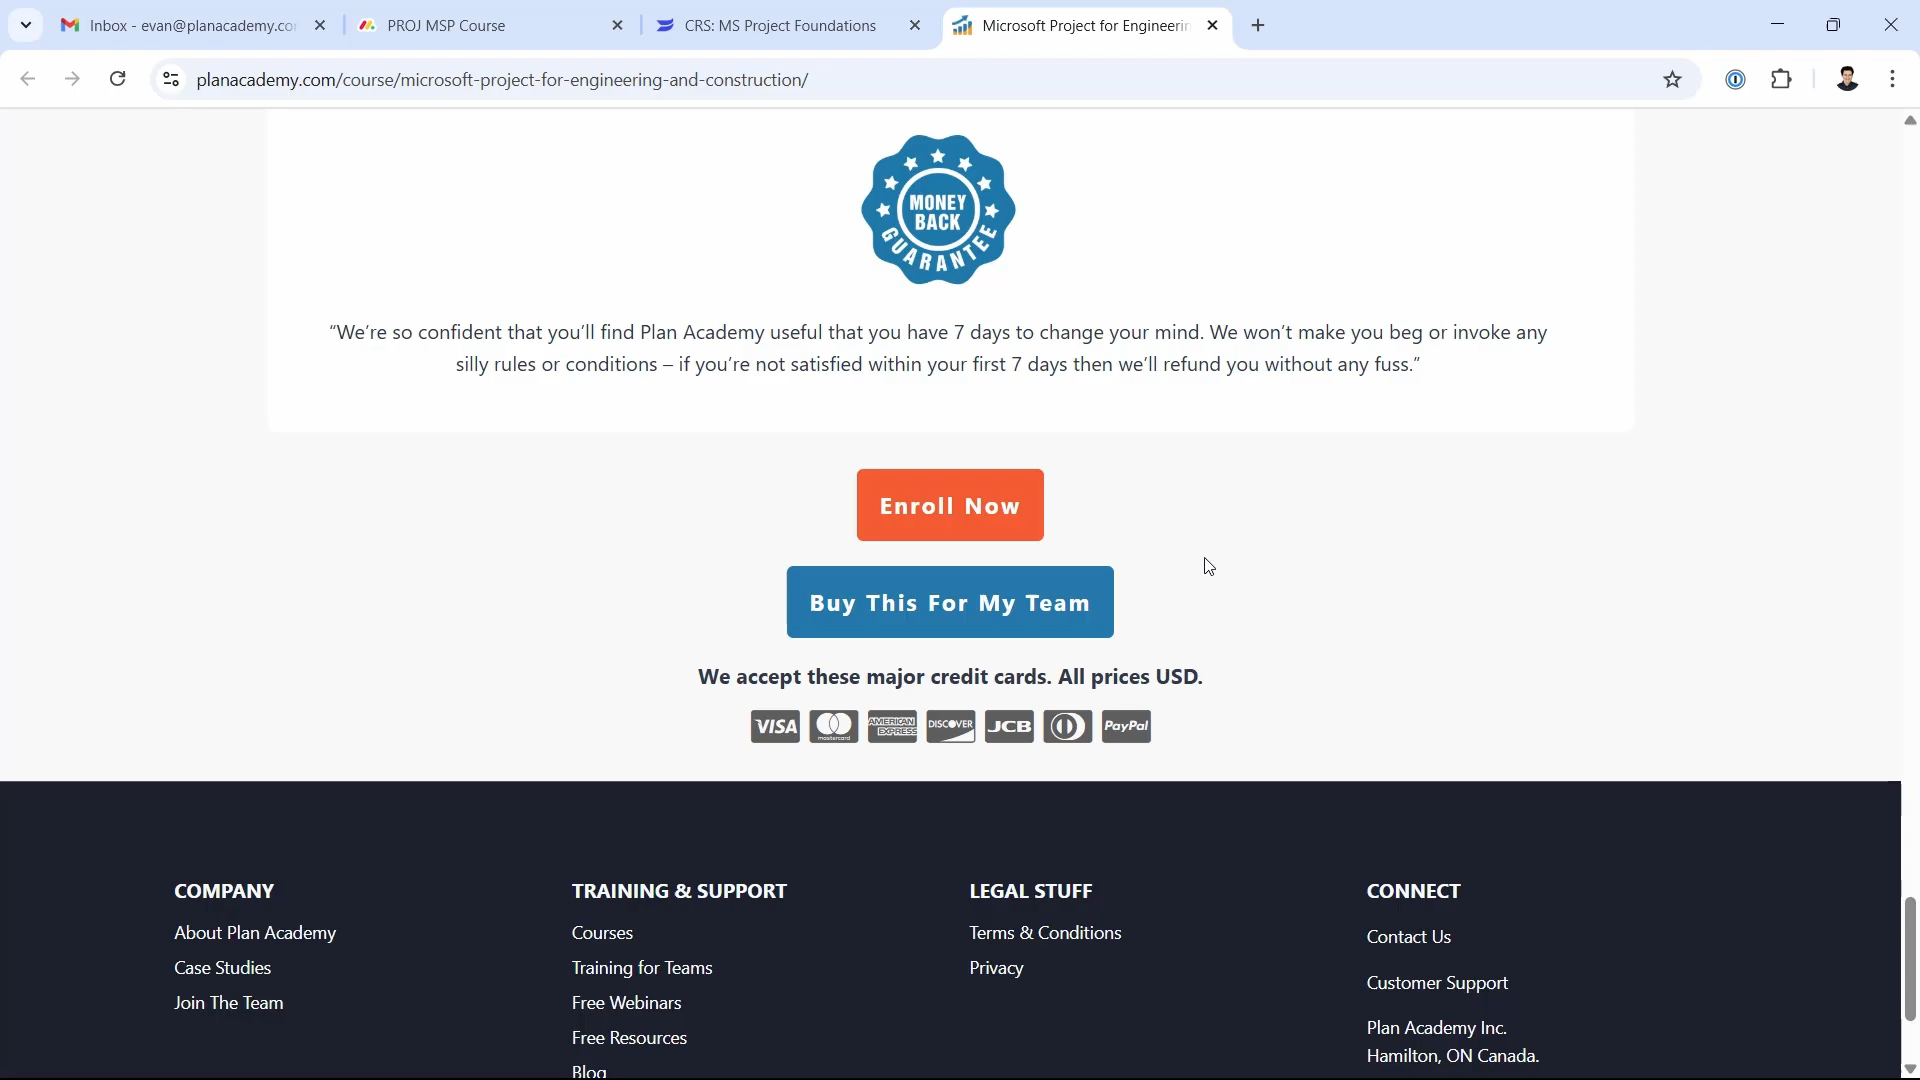 Inbox - evan@planacademy.co
PROJ MSP Course
CRS: MS Project Foundations
Microsoft Project for Engineerin
planacademy.com/course/microsoft-project-for-engineering-and-construction/
MONEY
BACK
GUARANTEE
“We’re so confident that you’ll find Plan Academy useful that you have 7 days to change your mind. We won’t make you beg or invoke any
silly rules or conditions – if you’re not satisfied within your first 7 days then we’ll refund you without any fuss.”
Enroll Now
Buy This For My Team
We accept these major credit cards. All prices USD.
VISA
mastercard
AMERICAN
EXPRESS
DISCOVER
JCB
PayPal
COMPANY
About Plan Academy
Case Studies
Join The Team
TRAINING & SUPPORT
Courses
Training for Teams
Free Webinars
Free Resources
Blog
LEGAL STUFF
Terms & Conditions
Privacy
CONNECT
Contact Us
Customer Support
Plan Academy Inc.
Hamilton, ON Canada.